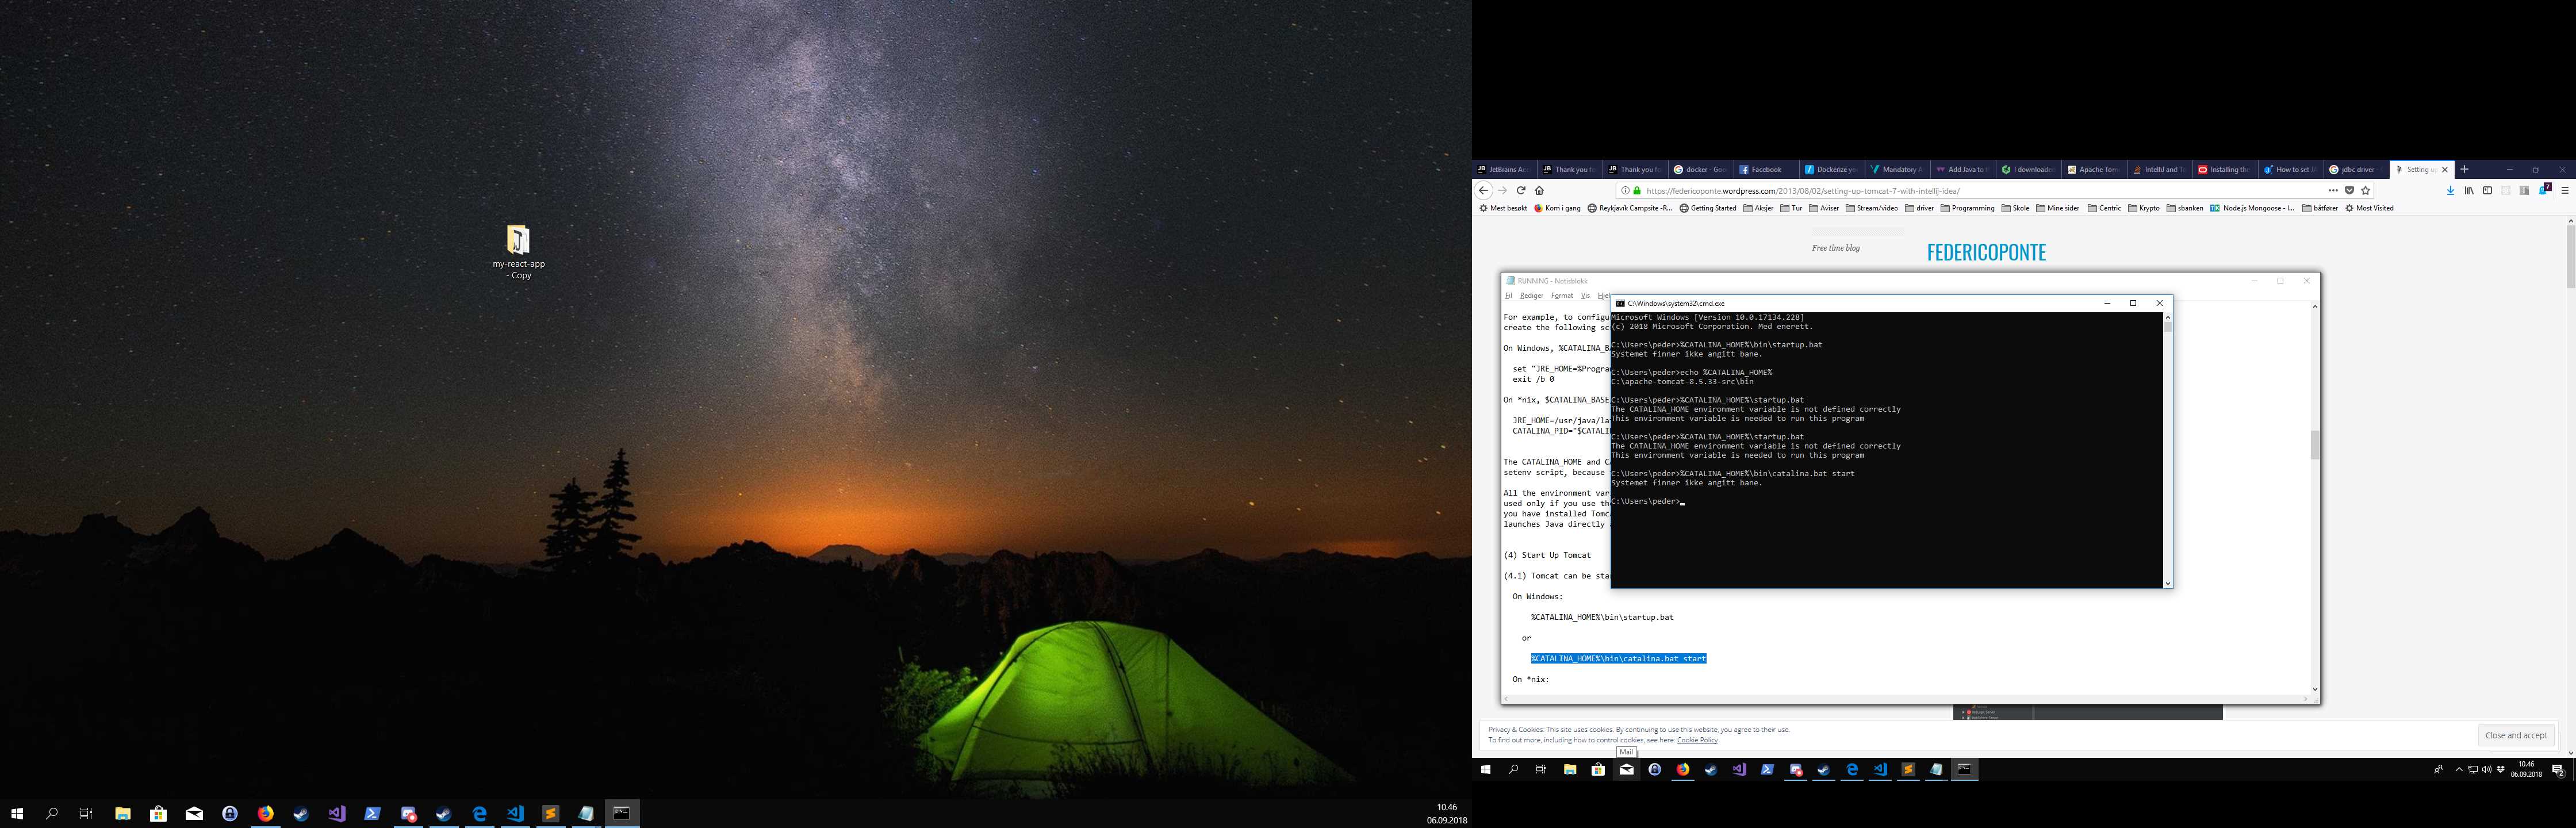 my-react-app
- Copy
10.46
06.09.2018
JetBrains Acc
Thank you fo
Thank you fo
docker - Goo
Facebook
Dockerize yo
Mandatory A
Add Java to t
I downloaded
Apache Tom
IntelliJ and To
Installing the
How to set J
jdbc driver -
Setting u
https://federicoponte.wordpress.com/2013/08/02/setting-up-tomcat-7-with-intellij-idea/
7
Mest besøkt
Kom i gang
Reykjavik Campsite -R...
Getting Started
Aksjer
Tur
Aviser
Stream/video
driver
Programming
Skole
Mine sider
Centric
Krypto
sbanken
Node.js Mongoose - I...
båtfører
Most Visited
Free time blog
FEDERICOPONTE
RUNNING - Notisblokk
Fil Rediger Format Vis Hjel
For example, to configu
create the following sc
On Windows, %CATALINA_B
set "JRE_HOME=%Progra
exit /b 0
On *nix, $CATALINA_BASE
JRE_HOME=/usr/java/la
CATALINA_PID="$CATALI
The CATALINA_HOME and CA
setenv script, because
All the environment var
used only if you use th
you have installed Tomc
launches Java directly
(4) Start Up Tomcat
(4.1) Tomcat can be sta
On Windows:
%CATALINA_HOME%\bin\startup.bat
or
%CATALINA_HOME%\bin\catalina.bat start
On *nix:
C:\Windows\system32\cmd.exe
Microsoft Windows [Version 10.0.17134.228]
(c) 2018 Microsoft Corporation. Med enerett.
C:\Users\peder>%CATALINA_HOME%\bin\startup.bat
Systemet finner ikke angitt bane.
C:\Users\peder>echo %CATALINA_HOME%
C:\apache-tomcat-8.5.33-src\bin
C:\Users\peder>%CATALINA_HOME%\startup.bat
The CATALINA_HOME environment variable is not defined correctly
This environment variable is needed to run this program
C:\Users\peder>%CATALINA_HOME%\startup.bat
The CATALINA_HOME environment variable is not defined correctly
This environment variable is needed to run this program
C:\Users\peder>%CATALINA_HOME%\bin\catalina.bat start
Systemet finner ikke angitt bane.
C:\Users\peder>
Privacy & Cookies: This site uses cookies. By continuing to use this website, you agree to their use.
To find out more, including how to control cookies, see here: Cookie Policy
Close and accept
Mail
10.46
06.09.2018
2